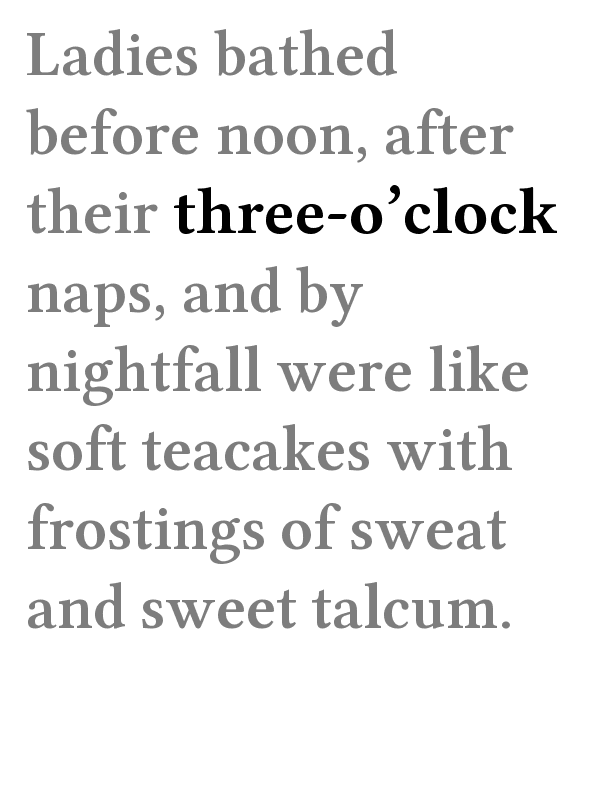 Ladies bathed
before noon, after
their three-o’clock
naps, and by
nightfall were like
soft teacakes with
frostings of sweat
and sweet talcum.